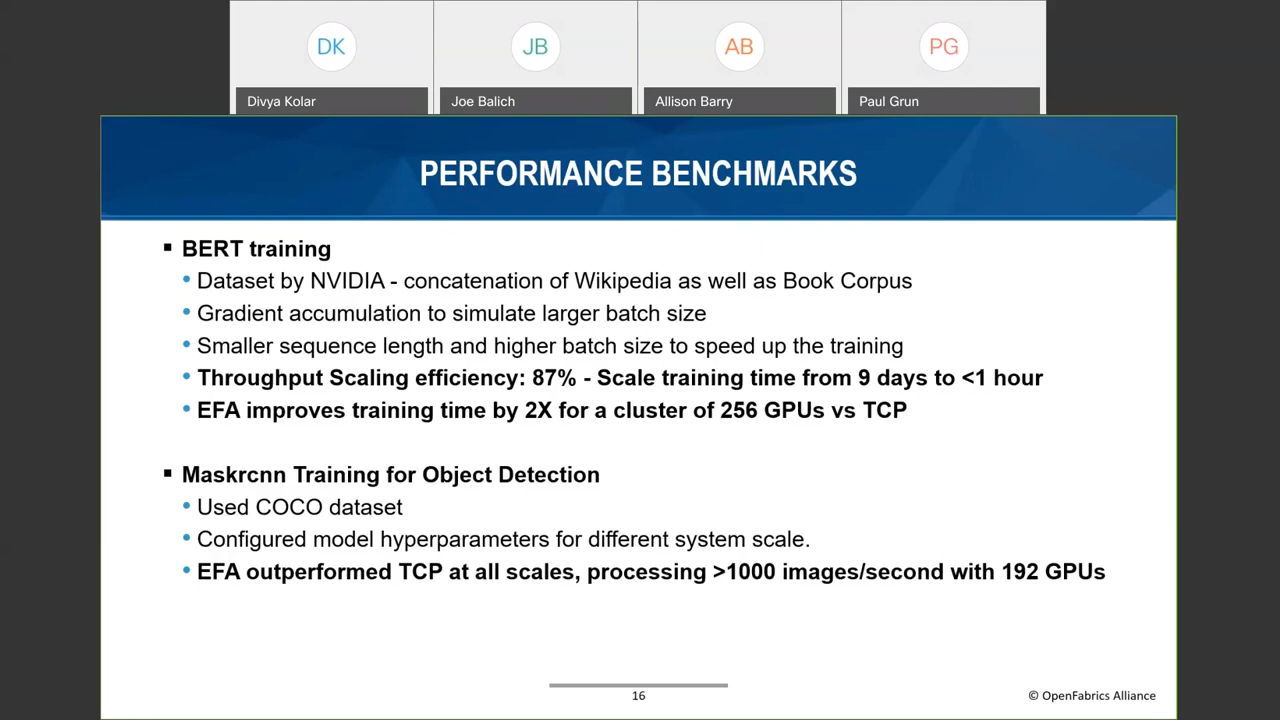 DK
JB
AB
PG
Divya Kolar
Joe Balich
Allison Barry
Paul Grun
PERFORMANCE BENCHMARKS
▪ BERT training
• Dataset by NVIDIA - concatenation of Wikipedia as well as Book Corpus
• Gradient accumulation to simulate larger batch size
• Smaller sequence length and higher batch size to speed up the training
• Throughput Scaling efficiency: 87% - Scale training time from 9 days to <1 hour
• EFA improves training time by 2X for a cluster of 256 GPUs vs TCP
▪ Maskrcnn Training for Object Detection
• Used COCO dataset
• Configured model hyperparameters for different system scale.
• EFA outperformed TCP at all scales, processing >1000 images/second with 192 GPUs
16
© OpenFabrics Alliance